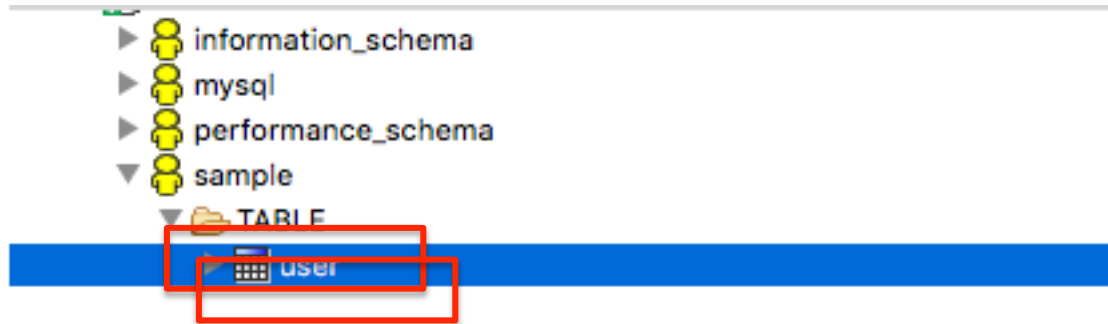 information_schema
mysql
performance_schema
sample
TABLE
user